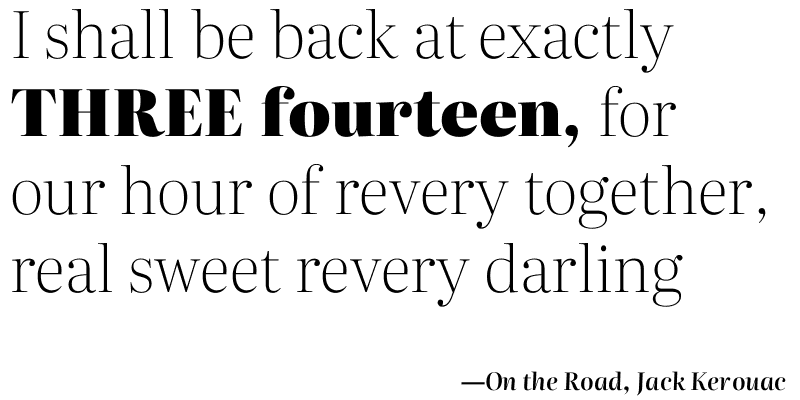 I shall be back at exactly
THREE fourteen, for
our hour of revery together,
real sweet revery darling
—On the Road, Jack Kerouac